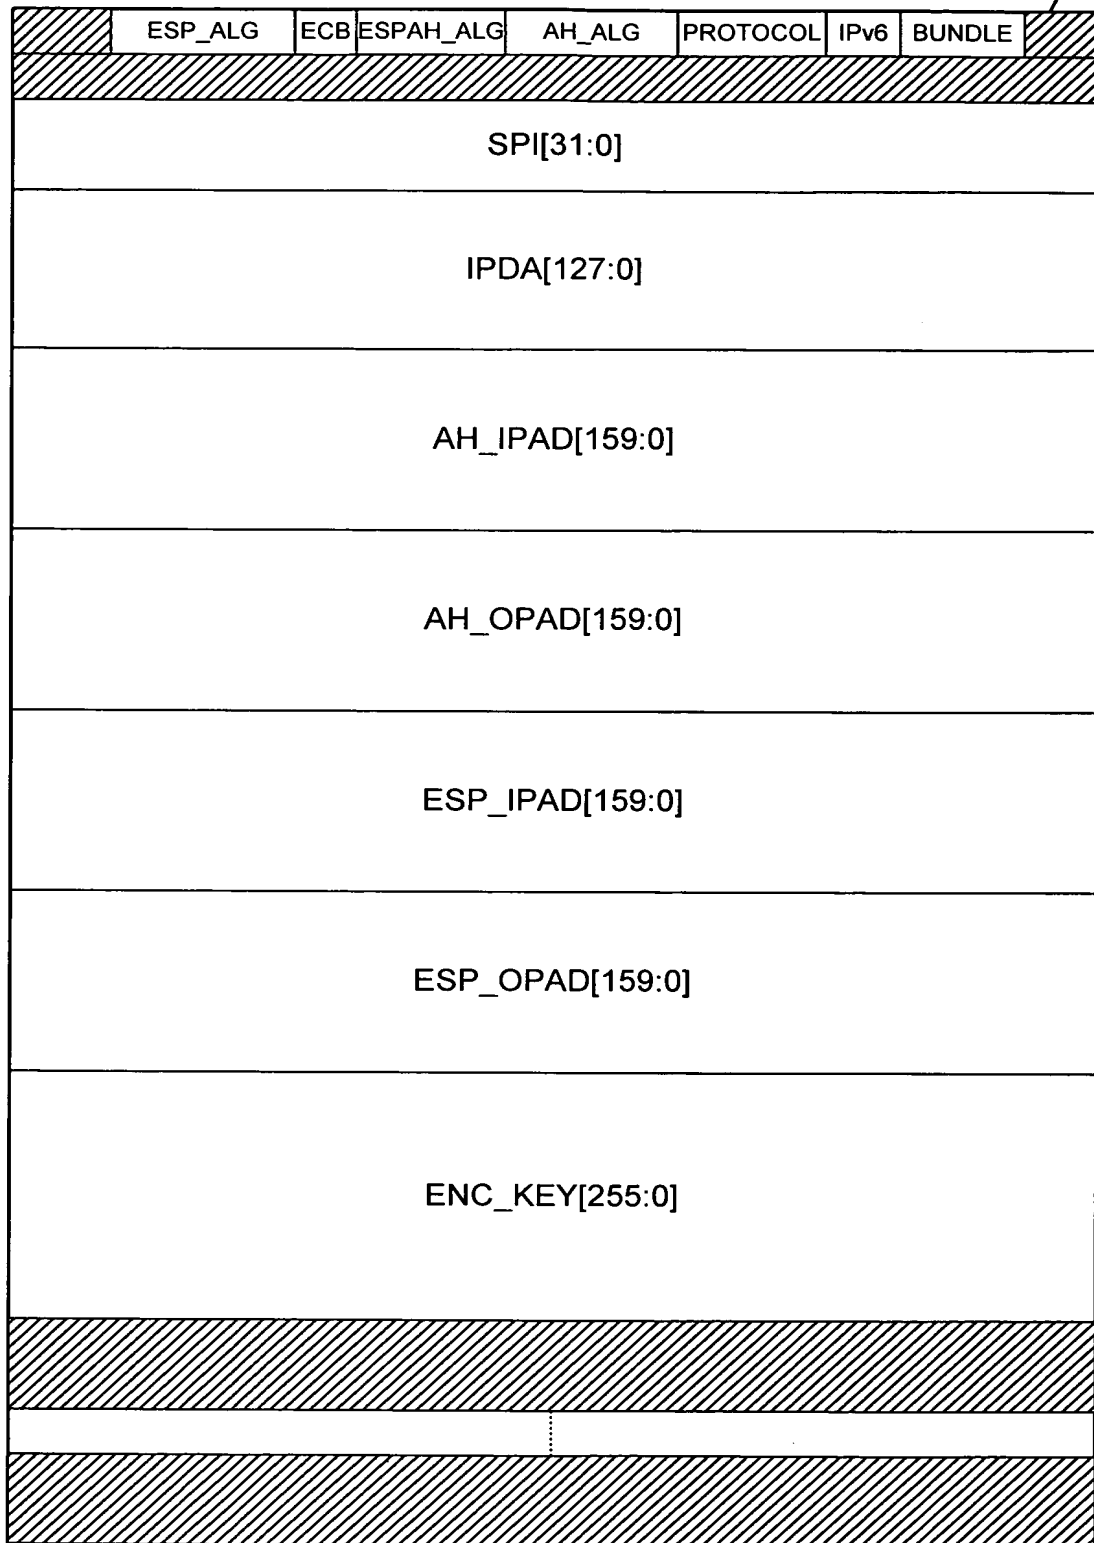 ESP_ALG ECB ESPAH_ALG AH_ALG PROTOCOL IPv6 BUNDLE
SPI[31:0]
IPDA[127:0]
AH_IPAD[159:0]
AH_OPAD[159:0]
ESP_IPAD[159:0]
ESP_OPAD[159:0]
ENC_KEY[255:0]